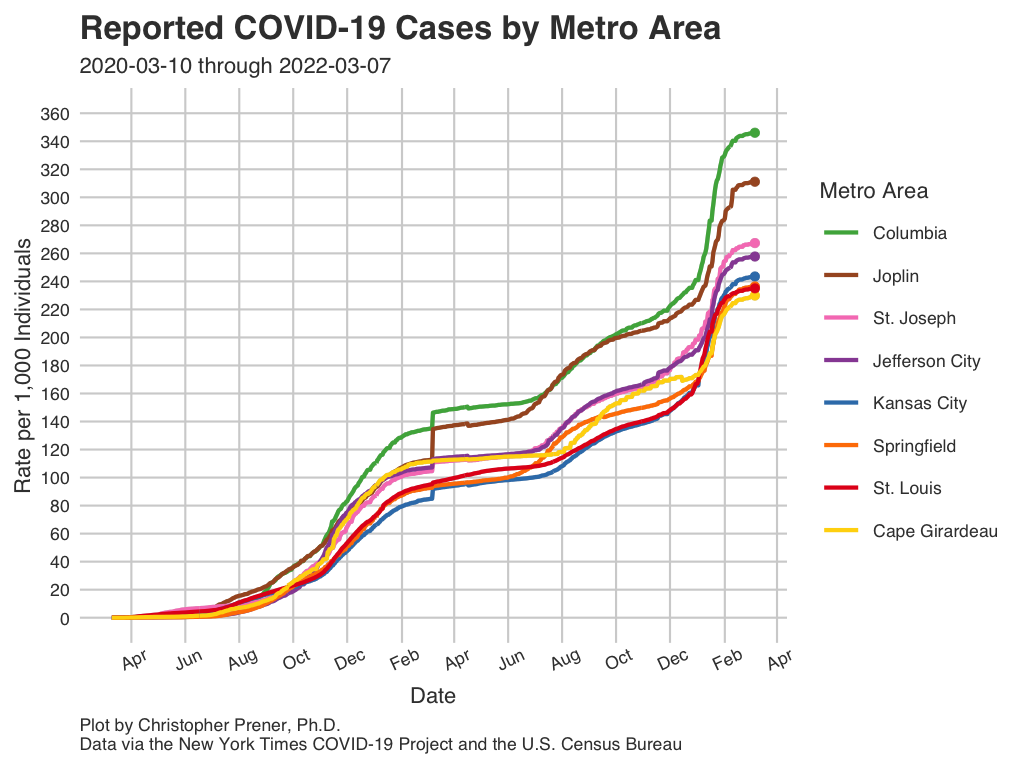 Reported COVID-19 Cases by Metro Area
2020-03-10 through 2022-03-07
Rate per 1,000 Individuals
360
340
320
300
280
260
240
220
200
180
160
140
120
100
80
60
40
20
0
Apr Jun Aug Oct Dec Feb Apr Jun Aug Oct Dec Feb Apr
Date
Metro Area
Columbia
Joplin
St. Joseph
Jefferson City
Kansas City
Springfield
St. Louis
Cape Girardeau
Plot by Christopher Prener, Ph.D.
Data via the New York Times COVID-19 Project and the U.S. Census Bureau